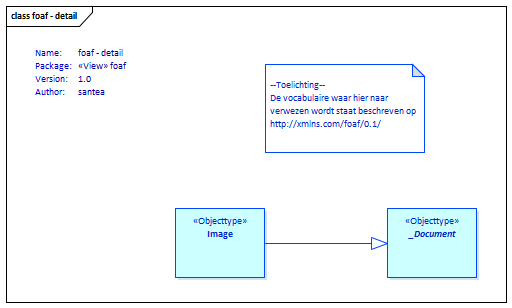 class foaf - detail
Name: foaf - detail
Package: «View» foaf
Version: 1.0
Author: santea
--Toelichting--
De vocabulaire waar hier naar
verwezen wordt staat beschreven op
http://xmlns.com/foaf/0.1/
«Objecttype»
Image
«Objecttype»
_Document